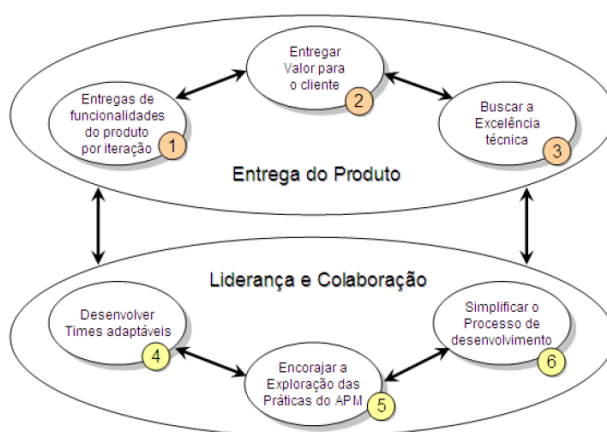 Entregar
Valor para
o cliente
2
Entregas de
funcionalidades
do produto
por iteração
1
Buscar a
Excelência
técnica
3
Entrega do Produto
Liderança e Colaboração
Desenvolver
Times adaptáveis
4
Encorajar a
Exploração das
Práticas do APM
5
Simplificar o
Processo de
desenvolvimento
6